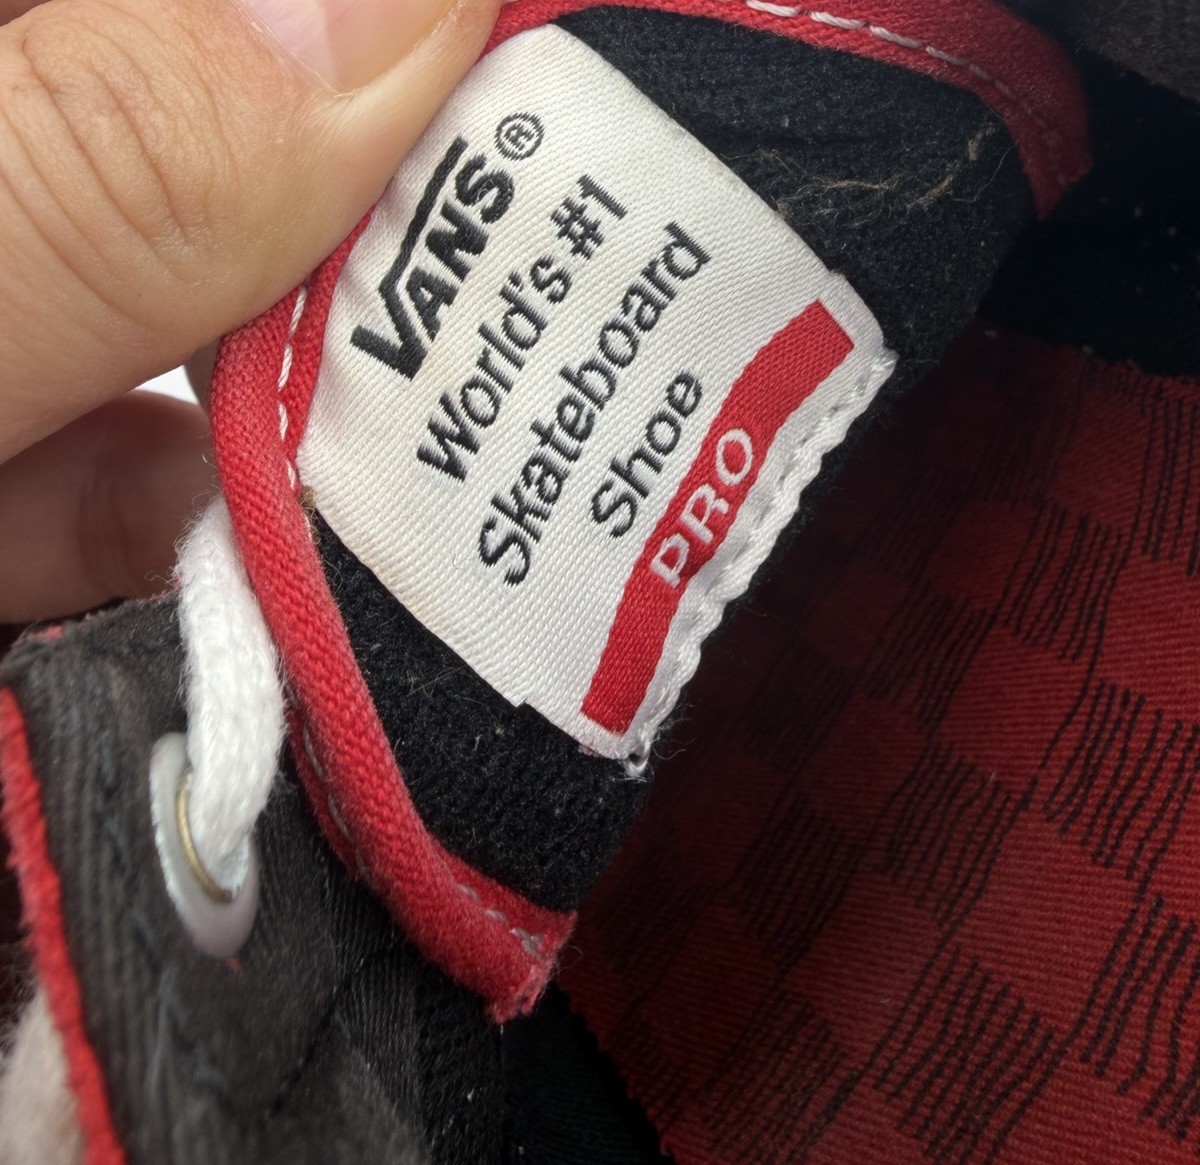 VANS®
World's #1
Skateboard
Shoe
PRO